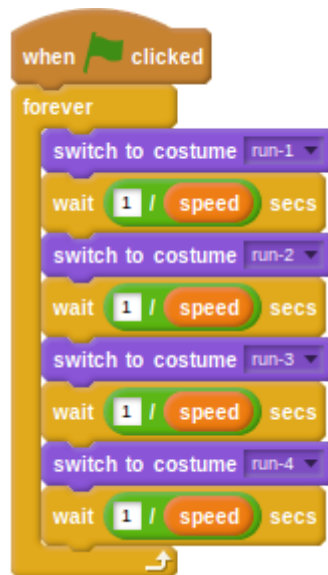 when clicked
forever
switch to costume run-1
wait 1 / speed secs
switch to costume run-2
wait 1 / speed secs
switch to costume run-3
wait 1 / speed secs
switch to costume run-4
wait 1 / speed secs